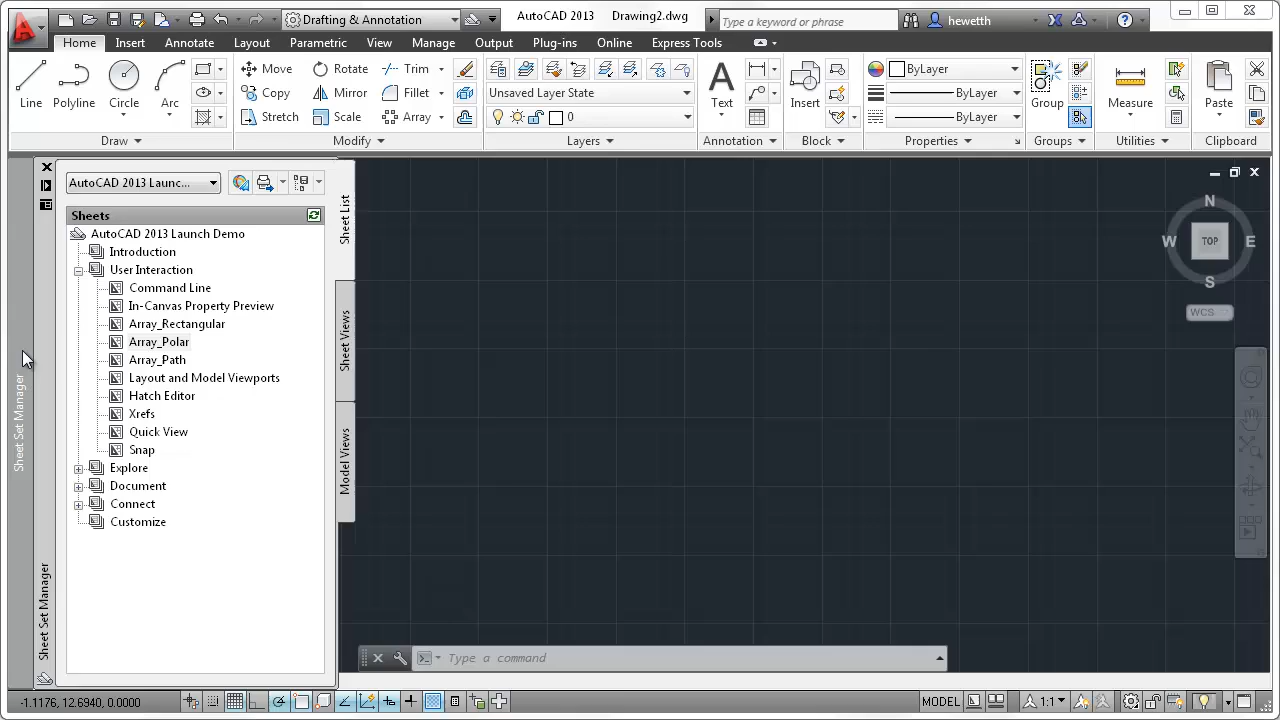 Drafting & Annotation
AutoCAD 2013 Drawing2.dwg
Type a keyword or phrase
hewetth
Home Insert Annotate Layout Parametric View Manage Output Plug-ins Online Express Tools
Line Polyline Circle Arc
Draw
Move Rotate Trim
Copy Mirror Fillet
Stretch Scale Array
Modify
Unsaved Layer State
0
Layers
Text
Annotation
Insert
Block
ByLayer
ByLayer
ByLayer
Properties
Group
Groups
Measure
Utilities
Paste
Clipboard
AutoCAD 2013 Launc...
Sheets
AutoCAD 2013 Launch Demo
Introduction
User Interaction
Command Line
In-Canvas Property Preview
Array_Rectangular
Array_Polar
Array_Path
Layout and Model Viewports
Hatch Editor
Xrefs
Quick View
Snap
Explore
Document
Connect
Customize
Sheet List
Sheet Views
Model Views
Sheet Set Manager
Sheet Set Manager
N
W TOP E
S
WCS
Type a command
-1.1176, 12.6940, 0.0000
MODEL
1:1